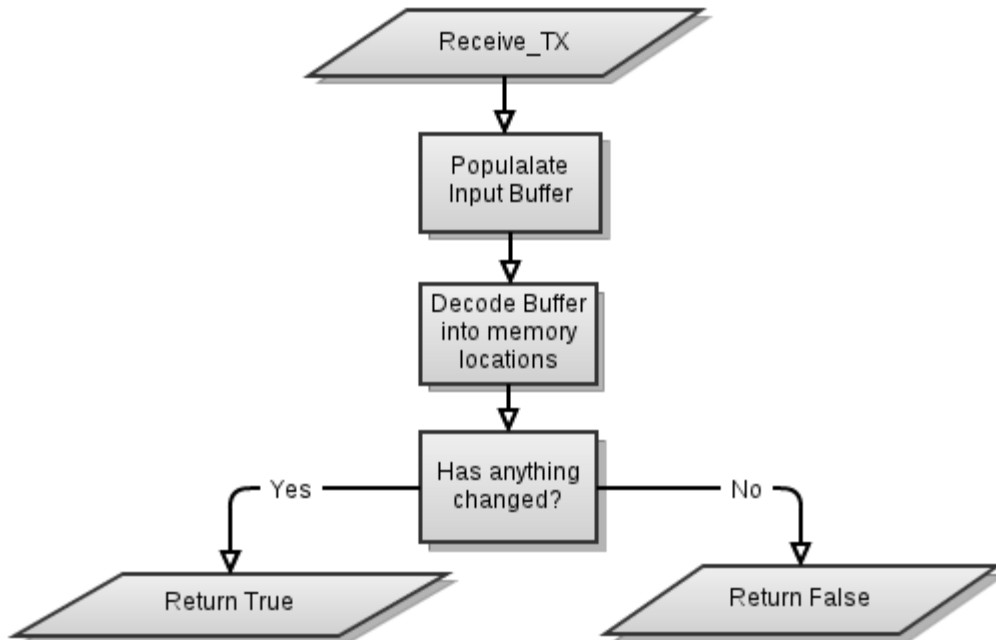 Receive_TX
Populalate
Input Buffer
Decode Buffer
into memory
locations
Has anything
changed?
Yes
No
Return True
Return False